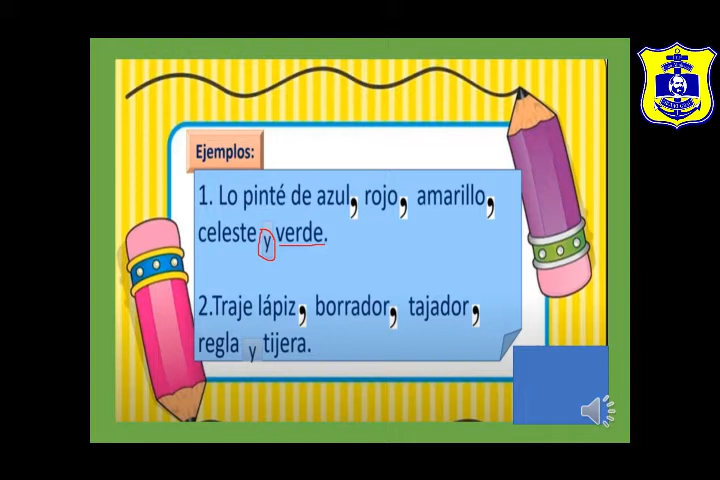 Ejemplos:
1. Lo pinté de azul, rojo, amarillo,
celeste y verde.
2.Traje lápiz, borrador, tajador,
regla y tijera.